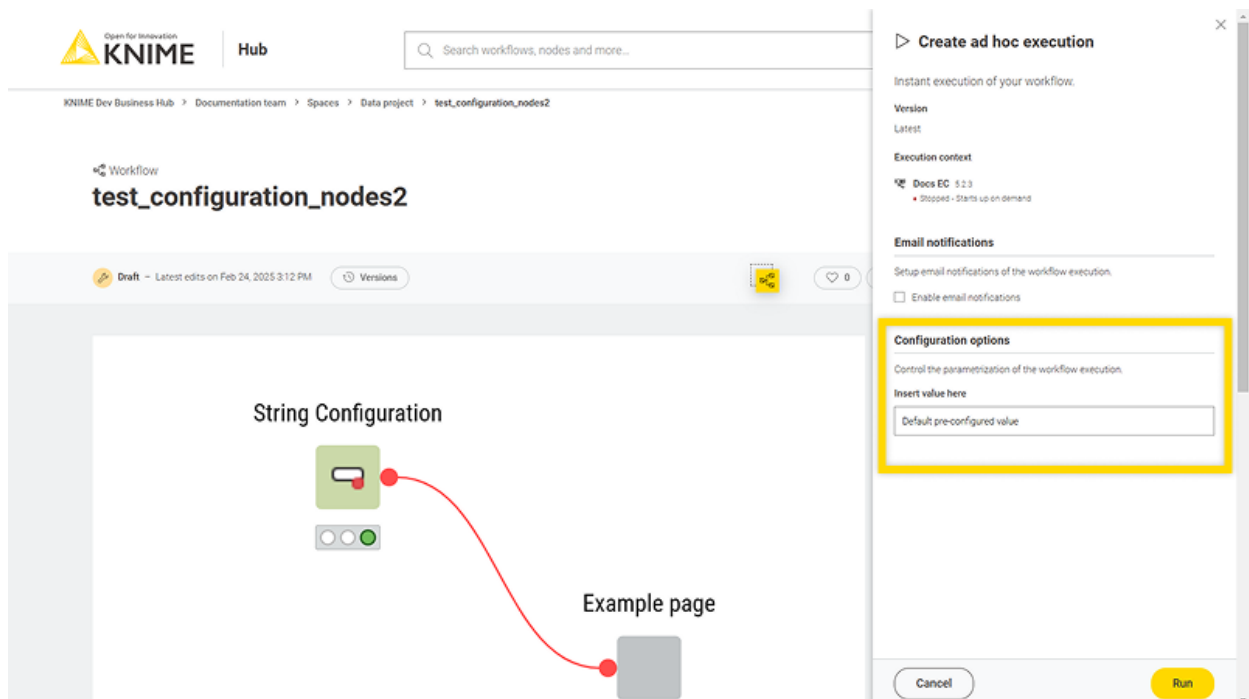 Open for Innovation
KNIME
Hub
Search workflows, nodes and more...
KNIME Dev Business Hub > Documentation team > Spaces > Data project > test_configuration_nodes2
Workflow
test_configuration_nodes2
Draft – Latest edits on Feb 24, 2025 3:12 PM
Versions
0
String Configuration
Example page
Create ad hoc execution
Instant execution of your workflow.
Version
Latest
Execution context
Docs EC 5.2.3
Stopped - Starts up on demand
Email notifications
Setup email notifications of the workflow execution.
Enable email notifications
Configuration options
Control the parametrization of the workflow execution.
Insert value here
Default pre-configured value
Cancel
Run